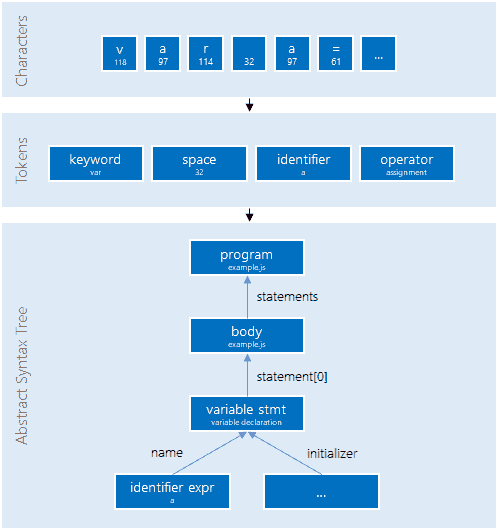 Characters
v
118
a
97
r
114
32
a
97
=
61
...
Tokens
keyword
var
space
32
identifier
a
operator
assignment
Abstract Syntax Tree
program
example.js
statements
body
example.js
statement[0]
variable stmt
variable declaration
name
initializer
identifier expr
a
...